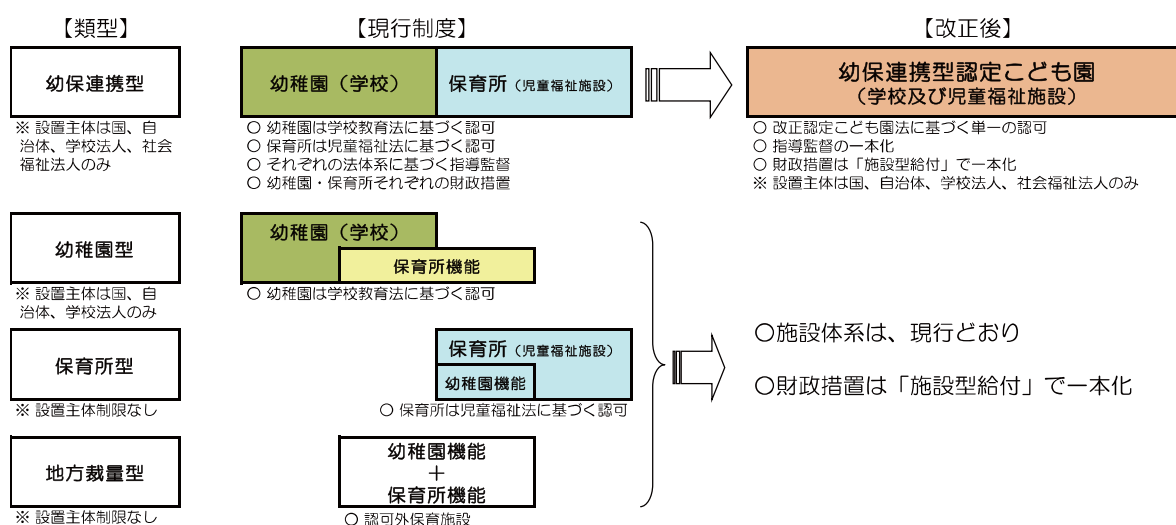 【類型】
【現行制度】
【改正後】
幼保連携型
幼稚園（学校）
保育所（児童福祉施設）
幼保連携型認定こども園
（学校及び児童福祉施設）
※ 設置主体は国、自
治体、学校法人、社会
福祉法人のみ
○ 幼稚園は学校教育法に基づく認可
○ 保育所は児童福祉法に基づく認可
○ それぞれの法体系に基づく指導監督
○ 幼稚園・保育所それぞれの財政措置
○ 改正認定こども園法に基づく単一の認可
○ 指導監督の一本化
○ 財政措置は「施設型給付」で一本化
※ 設置主体は国、自治体、学校法人、社会福祉法人のみ
幼稚園型
幼稚園（学校）
保育所機能
※ 設置主体は国、自
治体、学校法人のみ
○ 幼稚園は学校教育法に基づく認可
保育所型
保育所（児童福祉施設）
幼稚園機能
※ 設置主体制限なし
○ 保育所は児童福祉法に基づく認可
○施設体系は、現行どおり
○財政措置は「施設型給付」で一本化
地方裁量型
幼稚園機能
＋
保育所機能
※ 設置主体制限なし
○ 認可外保育施設